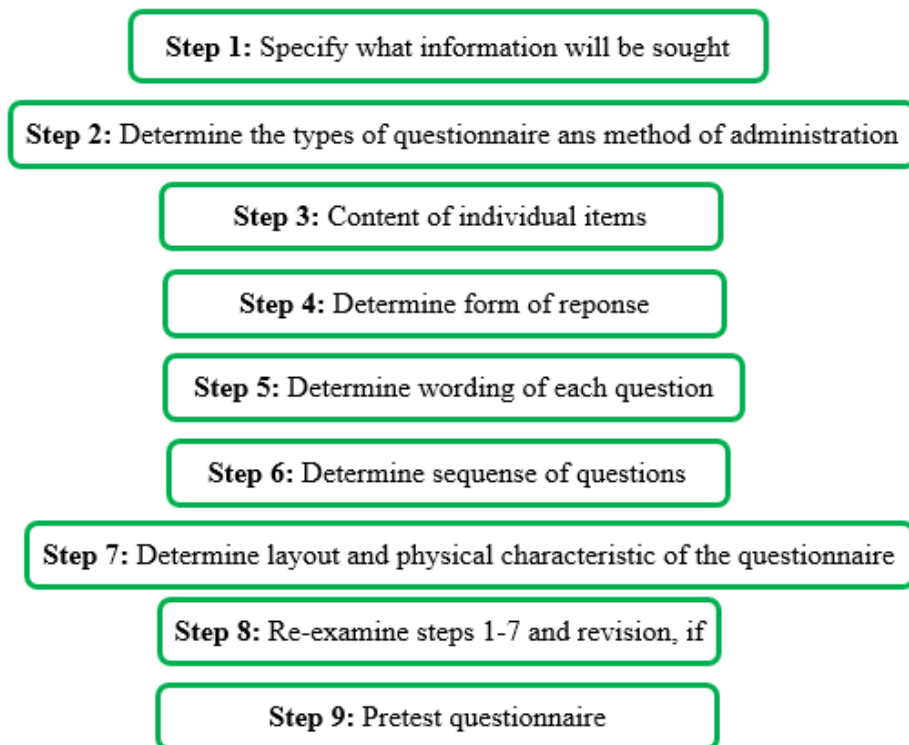 Step 1: Specify what information will be sought
Step 2: Determine the types of questionnaire ans method of administration
Step 3: Content of individual items
Step 4: Determine form of reponse
Step 5: Determine wording of each question
Step 6: Determine sequense of questions
Step 7: Determine layout and physical characteristic of the questionnaire
Step 8: Re-examine steps 1-7 and revision, if
Step 9: Pretest questionnaire